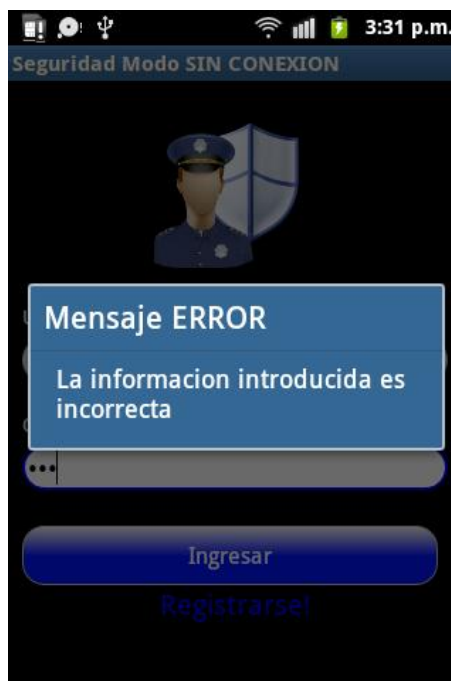 3:31 p.m.
Seguridad Modo SIN CONEXION
Mensaje ERROR
La informacion introducida es
incorrecta
•••
Ingresar
Registrarse!